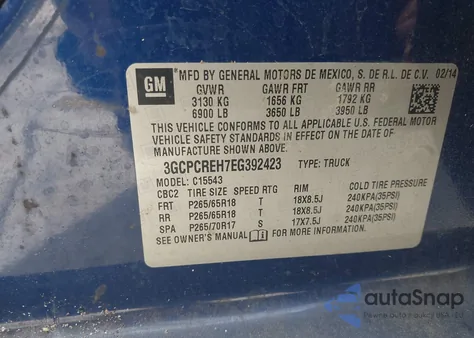 GM
MFD BY GENERAL MOTORS DE MEXICO, S. DE R.L. DE C.V. 02/14
GVWR GAWR FRT GAWR RR
3130 KG 1656 KG 1792 KG
6900 LB 3650 LB 3950 LB
THIS VEHICLE CONFORMS TO ALL APPLICABLE U.S. FEDERAL MOTOR
VEHICLE SAFETY STANDARDS IN EFFECT ON THE DATE OF
MANUFACTURE SHOWN ABOVE.
3GCPCREH7EG392423 TYPE: TRUCK
MODEL: C15543
CBC2 TIRE SIZE SPEED RTG RIM COLD TIRE PRESSURE
FRT P265/65R18 T 18X8.5J 240KPA(35PSI)
RR P265/65R18 T 18X8.5J 240KPA(35PSI)
SPA P265/70R17 S 17X7.5J 240KPA(35PSI)
SEE OWNER'S MANUAL FOR ADDITIONAL INFORMATION.
autoSnap